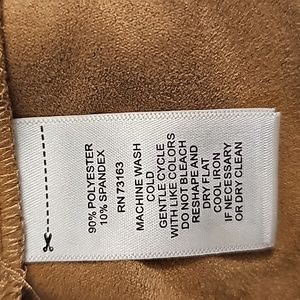 90% POLYESTER
10% SPANDEX
RN 73163
MACHINE WASH
COLD
GENTLE CYCLE
WITH LIKE COLORS
DO NOT BLEACH
RESHAPE AND
DRY FLAT
COOL IRON
IF NECESSARY
OR DRY CLEAN